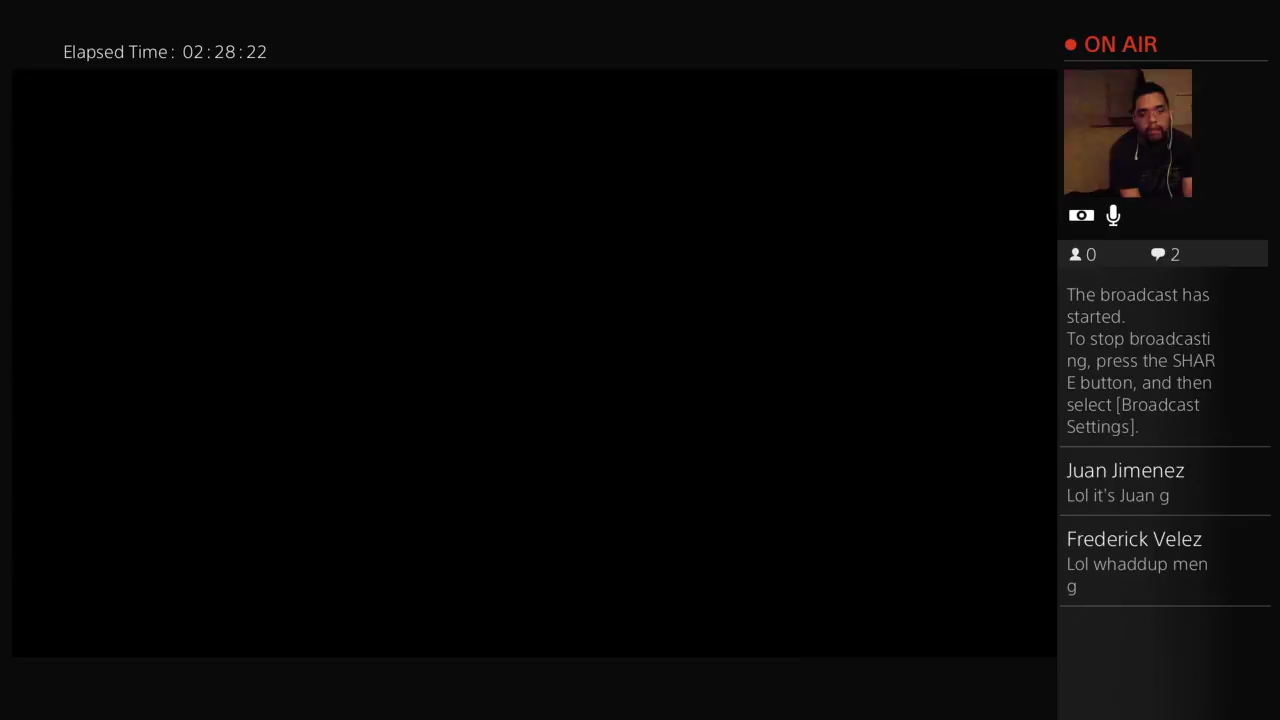 Elapsed Time: 02:28:22
ON AIR
0 2
The broadcast has
started.
To stop broadcasti
ng, press the SHAR
E button, and then
select [Broadcast
Settings].
Juan Jimenez
Lol it's Juan g
Frederick Velez
Lol whaddup men
g